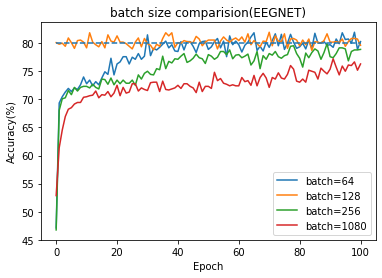 batch size comparision(EEGNET)
Accuracy(%)
80
75
70
65
60
55
50
45
0
20
40
60
80
100
Epoch
batch=64
batch=128
batch=256
batch=1080